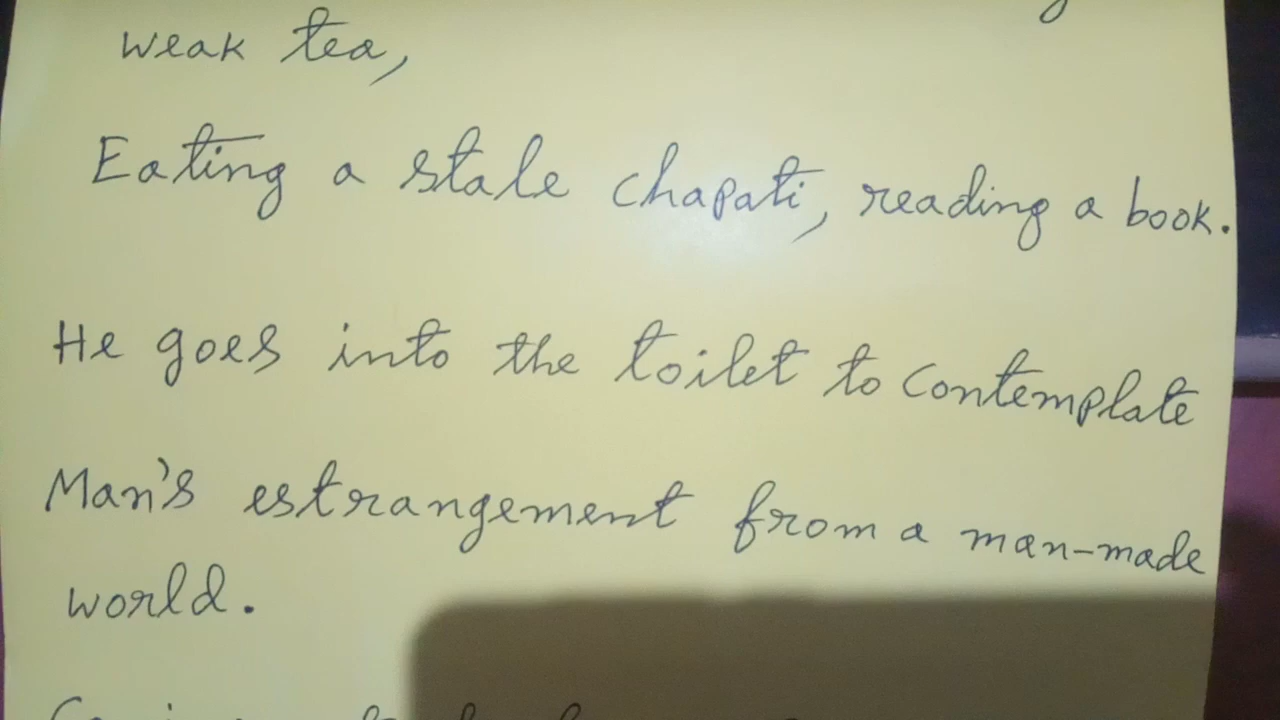 weak tea,
Eating a stale chapati, reading a book.
He goes into the toilet to contemplate
Man's estrangement from a man-made
world.